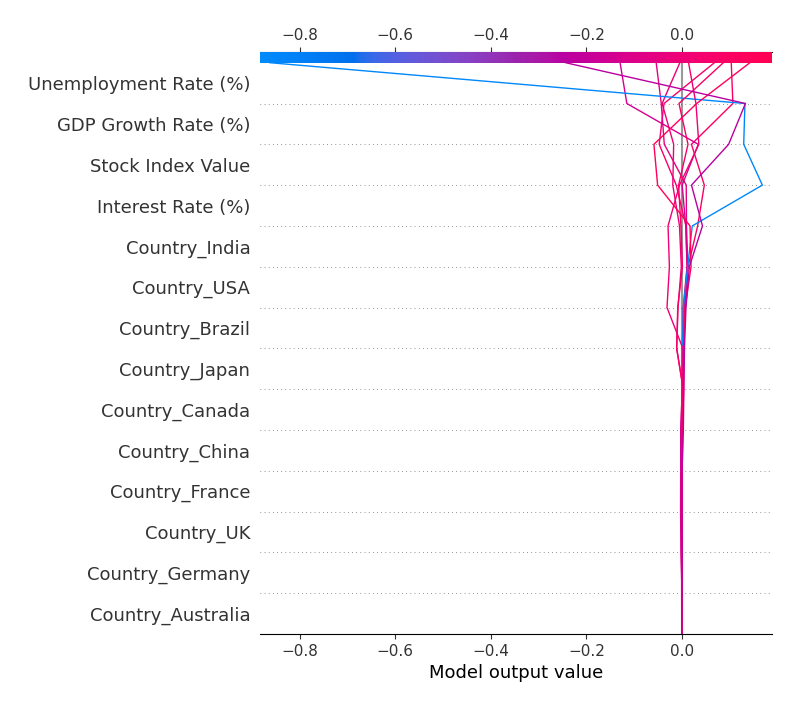 −0.8 −0.6 −0.4 −0.2 0.0
Unemployment Rate (%)
GDP Growth Rate (%)
Stock Index Value
Interest Rate (%)
Country_India
Country_USA
Country_Brazil
Country_Japan
Country_Canada
Country_China
Country_France
Country_UK
Country_Germany
Country_Australia
−0.8 −0.6 −0.4 −0.2 0.0
Model output value